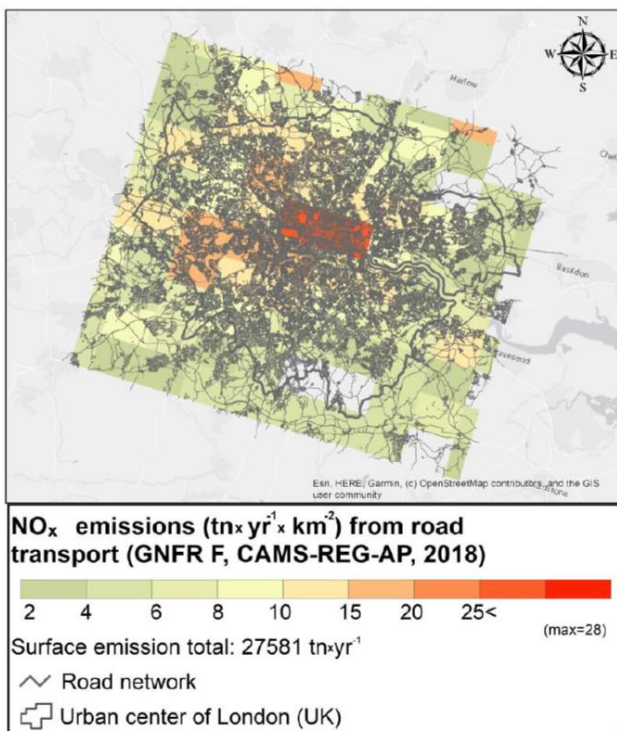 N
W E
S
Harlow
Basildon
Esri, HERE, Garmin, (c) OpenStreetMap contributors, and the GIS
user community
NOₓ emissions (tn× yr⁻¹× km⁻²) from road
transport (GNFR F, CAMS-REG-AP, 2018)
2 4 6 8 10 15 20 25<
(max=28)
Surface emission total: 27581 tn×yr⁻¹
Road network
Urban center of London (UK)